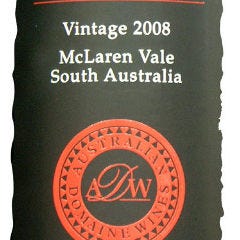 Vintage 2008
McLaren Vale
South Australia
AUSTRALIAN
ADW
DOMAINE WINES